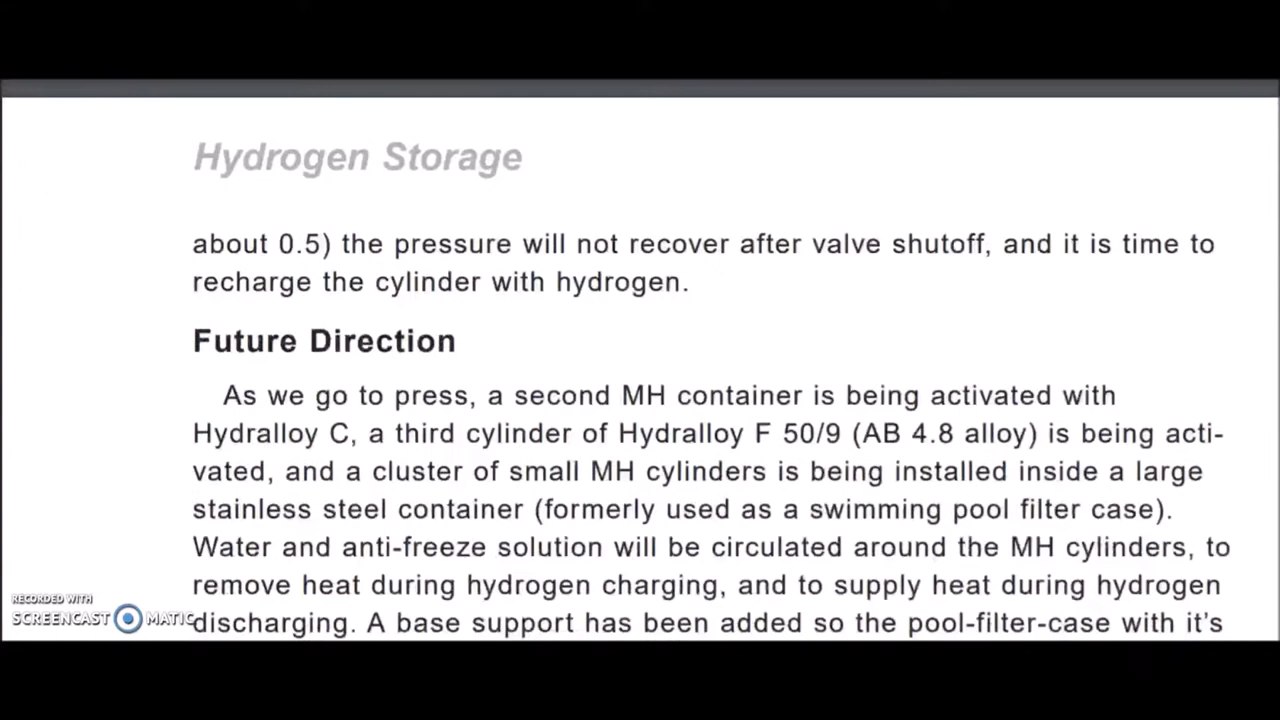 Hydrogen Storage
about 0.5) the pressure will not recover after valve shutoff, and it is time to
recharge the cylinder with hydrogen.
Future Direction
As we go to press, a second MH container is being activated with
Hydralloy C, a third cylinder of Hydralloy F 50/9 (AB 4.8 alloy) is being acti-
vated, and a cluster of small MH cylinders is being installed inside a large
stainless steel container (formerly used as a swimming pool filter case).
Water and anti-freeze solution will be circulated around the MH cylinders, to
remove heat during hydrogen charging, and to supply heat during hydrogen
discharging. A base support has been added so the pool-filter-case with it's
RECORDED WITH
SCREENCAST MATIC